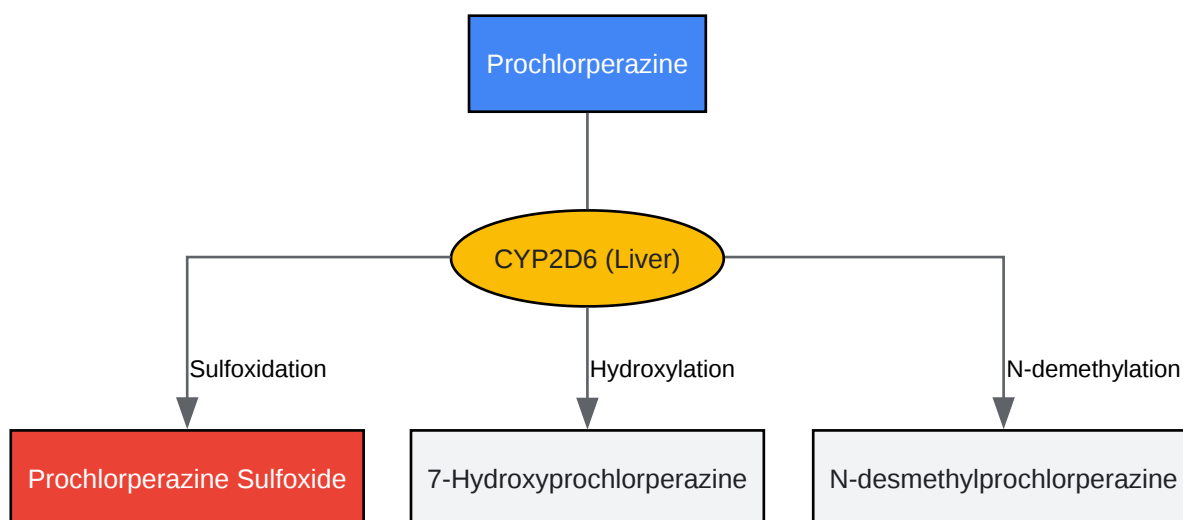 Prochlorperazine
CYP2D6 (Liver)
Sulfoxidation
Hydroxylation
N-demethylation
Prochlorperazine Sulfoxide
7-Hydroxyprochlorperazine
N-desmethylprochlorperazine